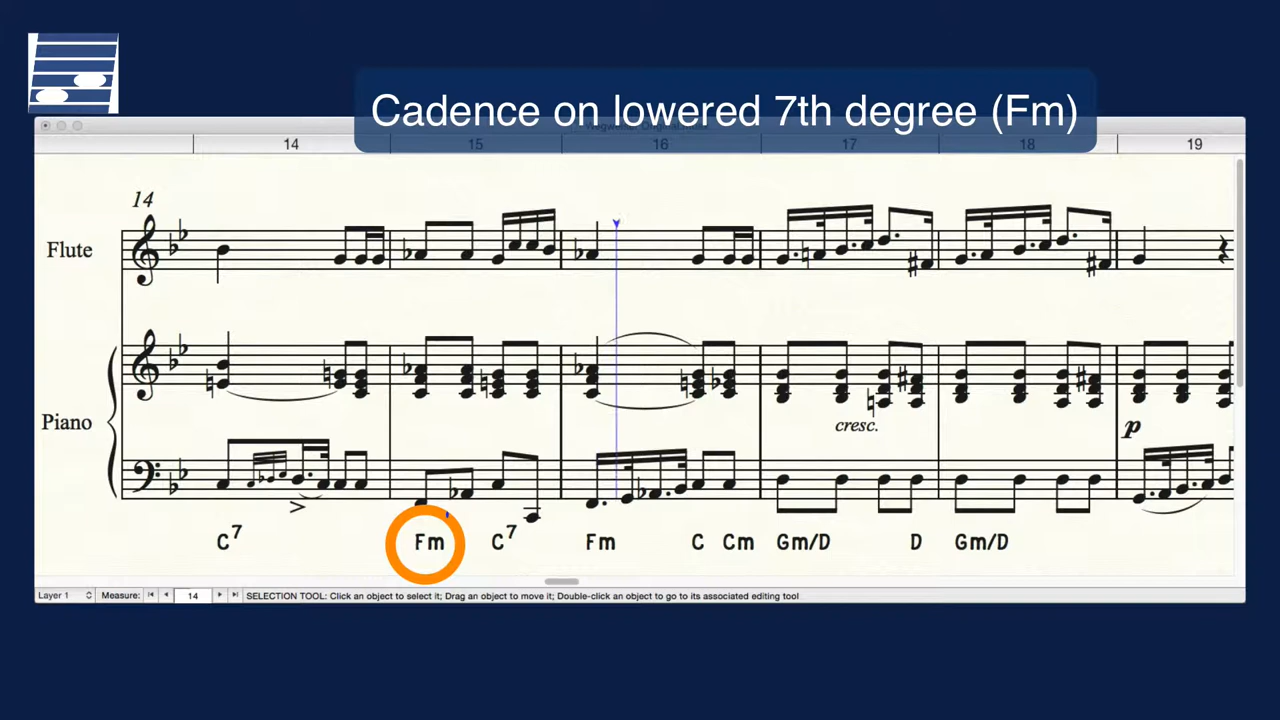 Cadence on lowered 7th degree (Fm)
14 15 16 17 18 19
14
Flute
Piano
cresc.
p
C7 Fm C7 Fm C Cm Gm/D D Gm/D
Layer 1 Measure: 14 SELECTION TOOL: Click an object to select it; Drag an object to move it; Double-click an object to go to its associated editing tool